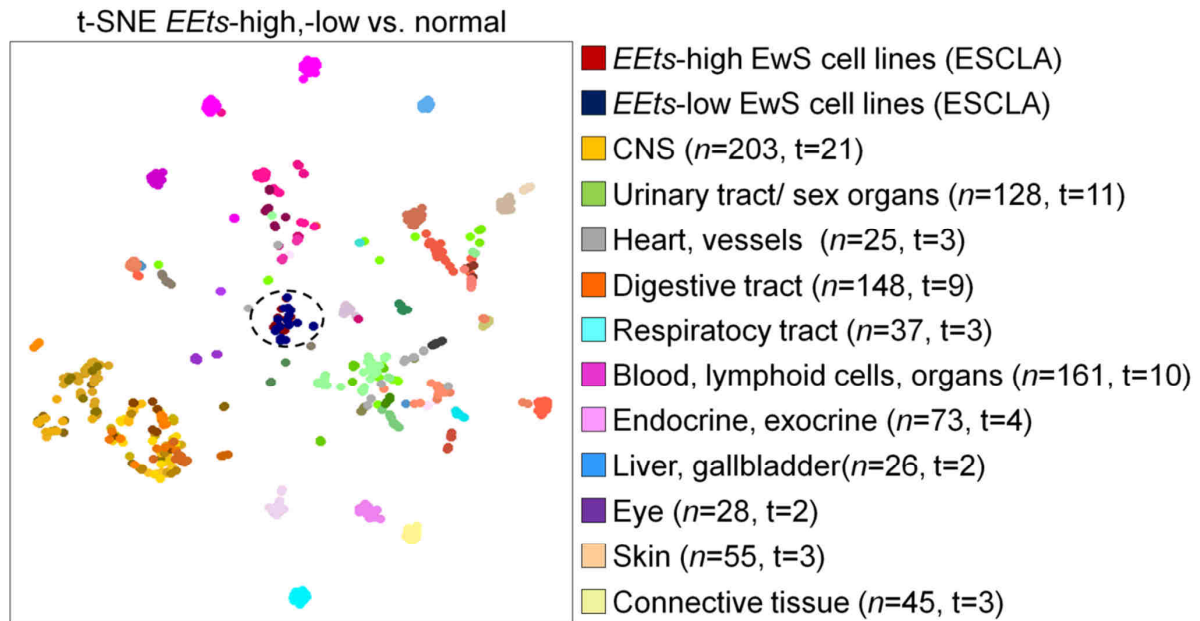 t-SNE EEts-high,-low vs. normal
EEts-high EwS cell lines (ESCLA)
EEts-low EwS cell lines (ESCLA)
CNS (n=203, t=21)
Urinary tract/ sex organs (n=128, t=11)
Heart, vessels (n=25, t=3)
Digestive tract (n=148, t=9)
Respiratocy tract (n=37, t=3)
Blood, lymphoid cells, organs (n=161, t=10)
Endocrine, exocrine (n=73, t=4)
Liver, gallbladder(n=26, t=2)
Eye (n=28, t=2)
Skin (n=55, t=3)
Connective tissue (n=45, t=3)